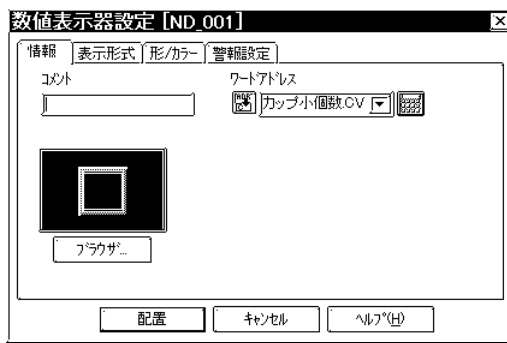 数値表示器設定 [ND_001]
情報 表示形式 形/カラー 警報設定
コメント ワードアドレス
カップ小個数.CV
ブラウザ...
配置 キャンセル ヘルプ(H)